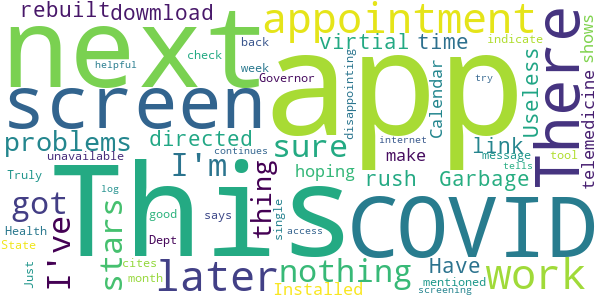 rebuilt
dowmload
appointment
next
app
There
virtial
time
back
indicate
check
shows
helpful
week
Governor
disappointing
Calendar
Useless
telemedicine
screen
internet
try
problems
directed
sure
link
message
unavailable
I'm
continues
make
tells
tool
Truly
hoping
rush
Garbage
This
COVID
log
thing
got
I've
stars
good
says
single
access
Health
State
Dept
later
nothing
Have
work
Just
cites
month
Installed
mentioned
screening